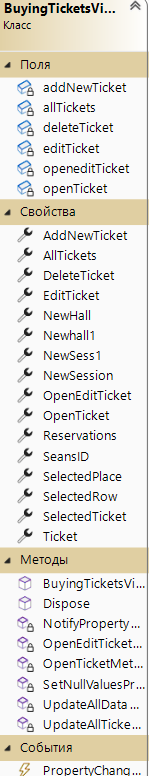 BuyingTicketsVi...
Класс
Поля
addNewTicket
allTickets
deleteTicket
editTicket
openeditTicket
openTicket
Свойства
AddNewTicket
AllTickets
DeleteTicket
EditTicket
NewHall
Newhall1
NewSess1
NewSession
OpenEditTicket
OpenTicket
Reservations
SeansID
SelectedPlace
SelectedRow
SelectedTicket
Ticket
Методы
BuyingTicketsVi...
Dispose
NotifyProperty...
OpenEditTicket...
OpenTicketMet...
SetNullValuesPr...
UpdateAllData...
UpdateAllTicke...
События
PropertyChang...